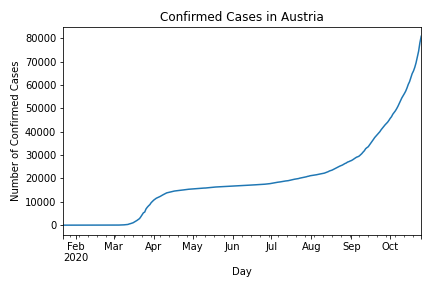 Confirmed Cases in Austria
80000
70000
60000
50000
40000
30000
20000
10000
0
Number of Confirmed Cases
Feb Mar Apr May Jun Jul Aug Sep Oct
2020
Day